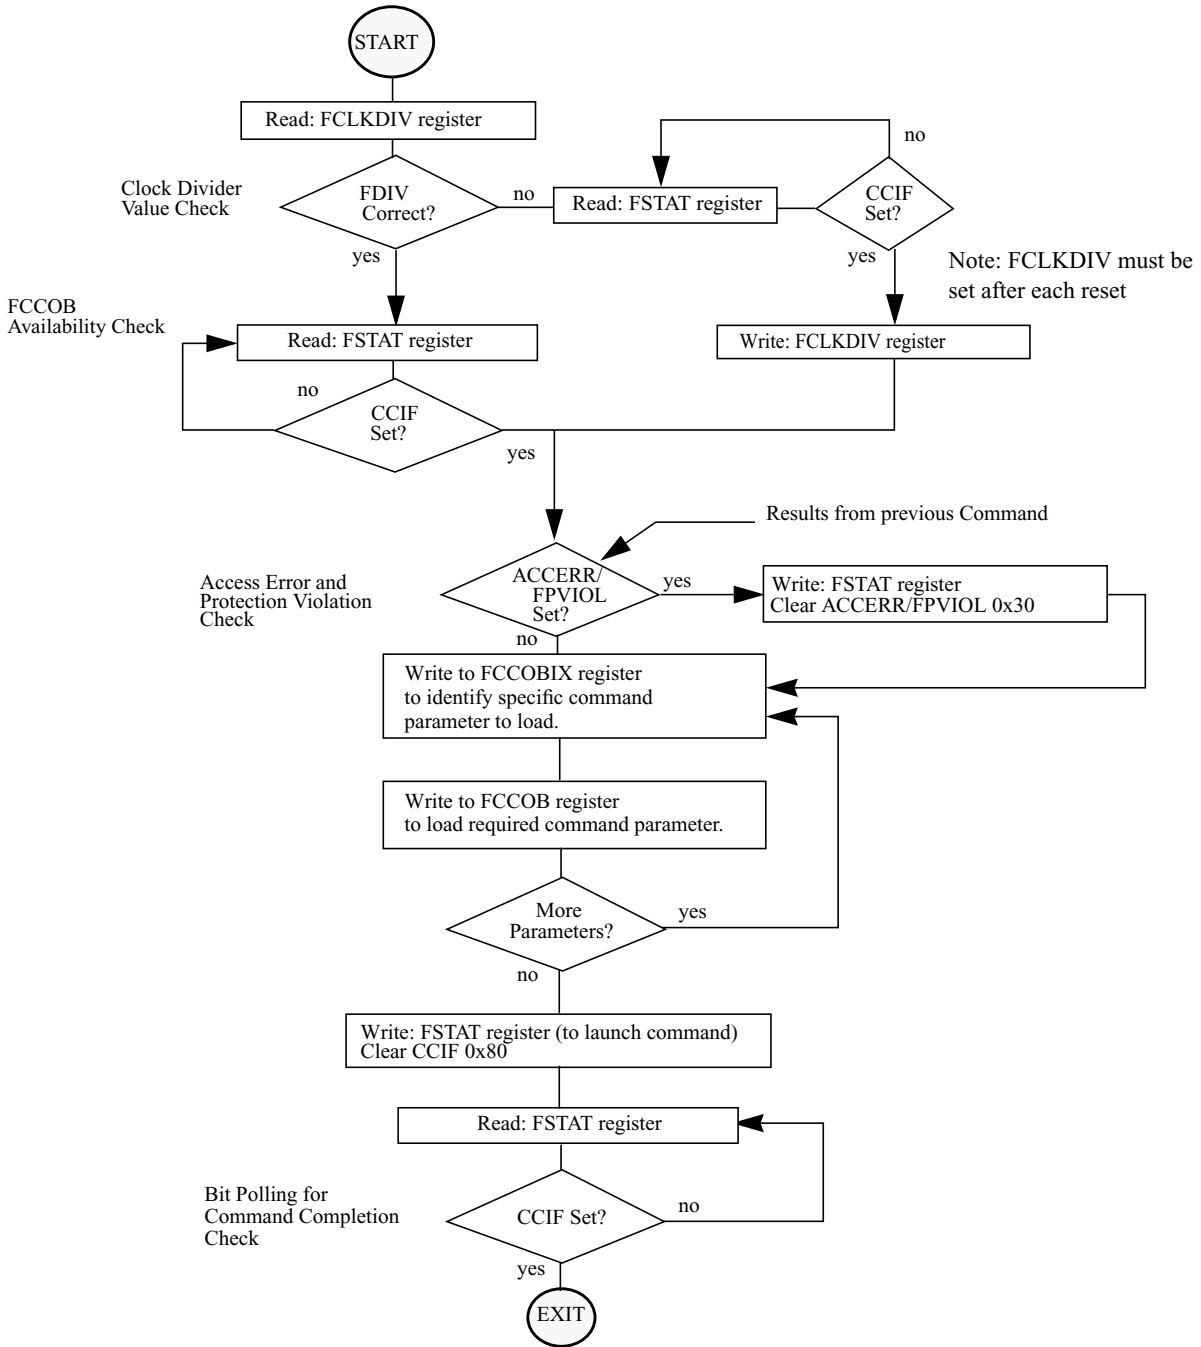 START
Read: FCLKDIV register
Clock Divider
Value Check
FDIV
Correct?
no
Read: FSTAT register
CCIF
Set?
no
yes
yes
Note: FCLKDIV must be
set after each reset
FCCOB
Availability Check
Read: FSTAT register
Write: FCLKDIV register
no
CCIF
Set?
yes
Results from previous Command
Access Error and
Protection Violation
Check
ACCERR/
FPVIOL
Set?
yes
Write: FSTAT register
Clear ACCERR/FPVIOL 0x30
no
Write to FCCOBIX register
to identify specific command
parameter to load.
Write to FCCOB register
to load required command parameter.
More
Parameters?
yes
no
Write: FSTAT register (to launch command)
Clear CCIF 0x80
Read: FSTAT register
Bit Polling for
Command Completion
Check
CCIF Set?
no
yes
EXIT